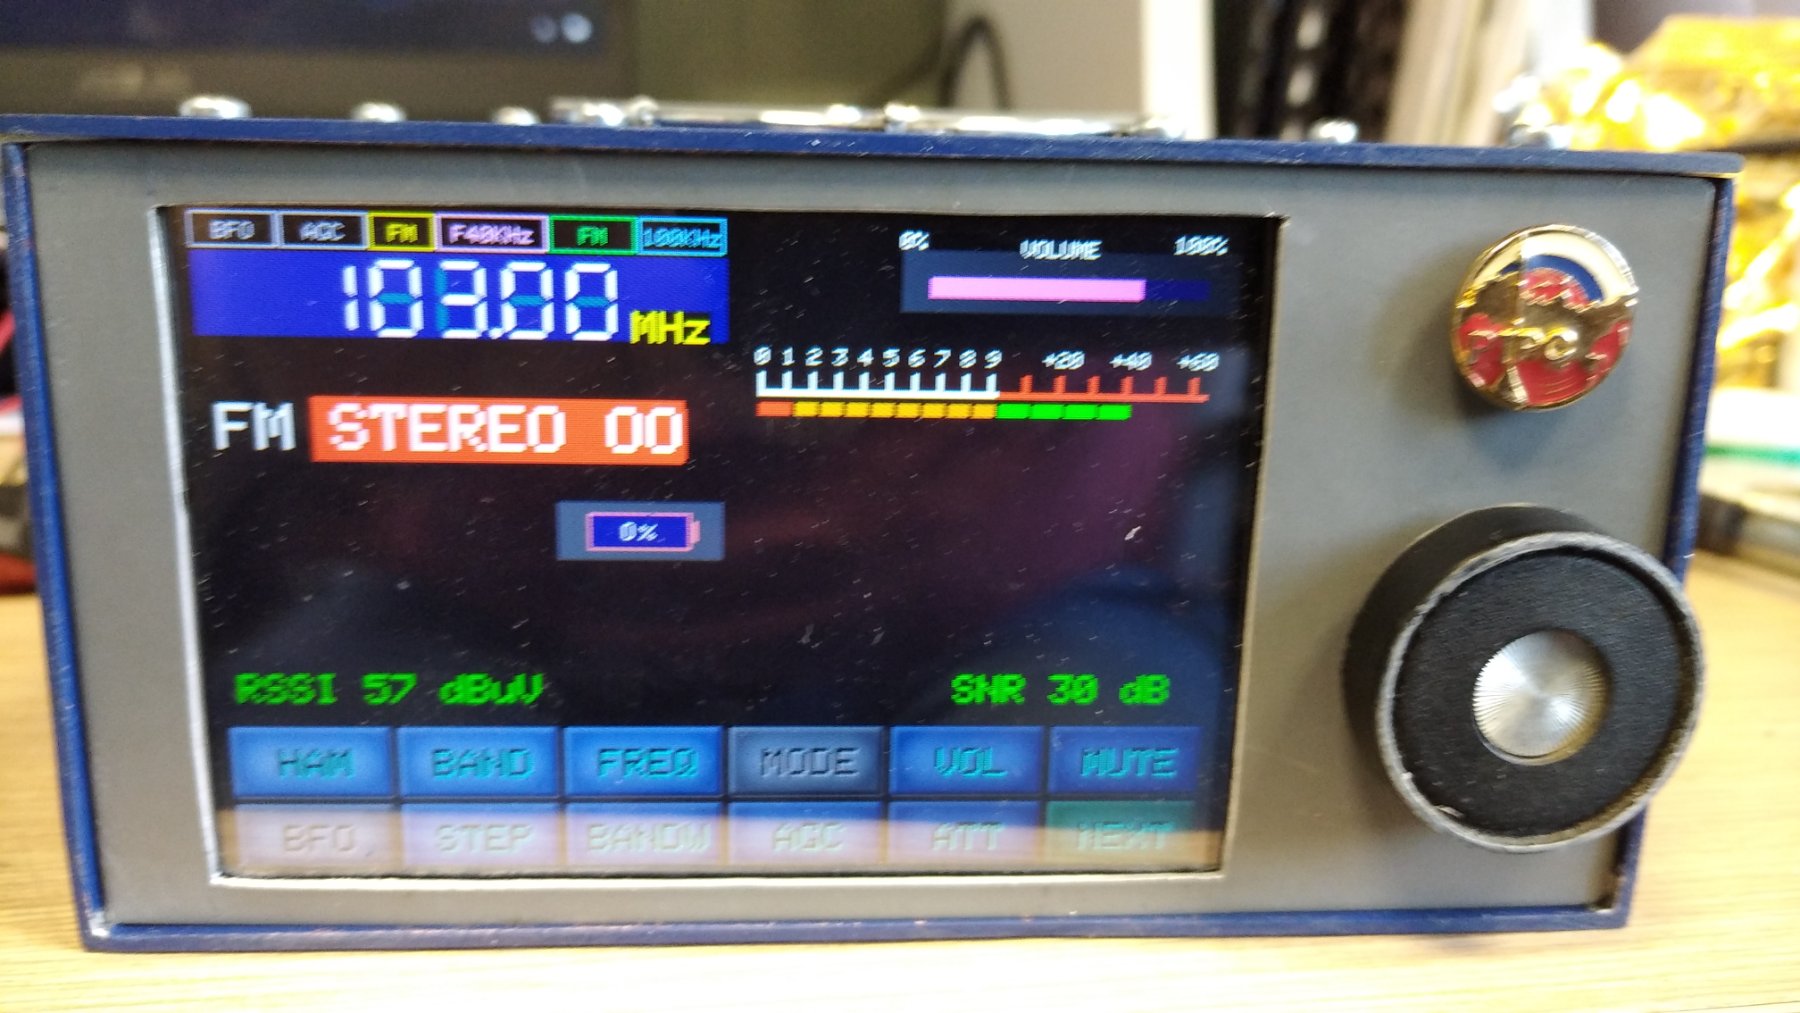 BFO AGC FM F40KHz FM 100KHz
103.00 MHz
0% VOLUME 100%
0 1 2 3 4 5 6 7 8 9 +20 +40 +60
FM STEREO 00
0%
RSSI 57 dBuV SNR 30 dB
HAM BAND FREQ MODE VOL MUTE
BFO STEP BANDW AGC ATT NEXT